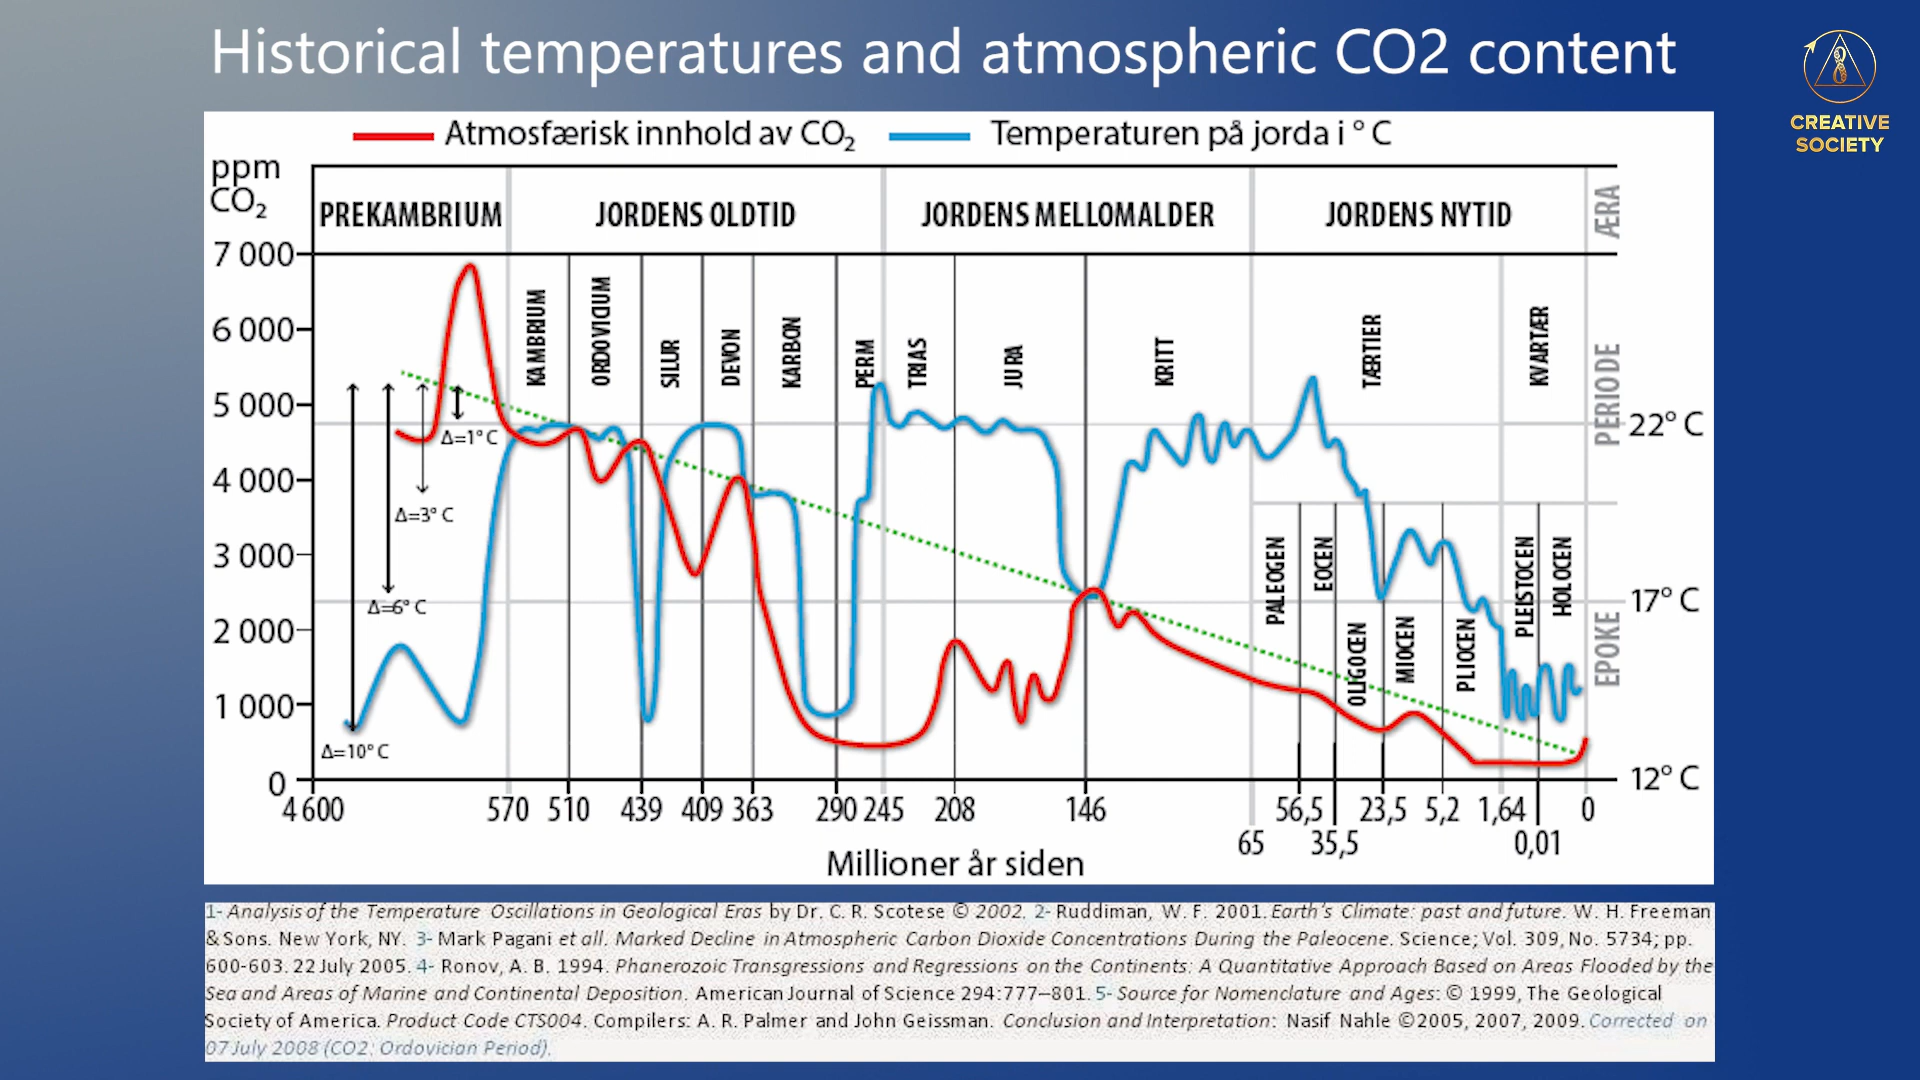 Historical temperatures and atmospheric CO2 content
CREATIVE
SOCIETY
Atmosfærisk innhold av CO₂
Temperaturen på jorda i ° C
ppm
CO₂
PREKAMBRIUM
JORDENS OLDTID
JORDENS MELLOMALDER
JORDENS NYTID
ÆRA
7 000
6 000
5 000
4 000
3 000
2 000
1 000
0
KAMBRIUM
ORDOVICIUM
SILUR
DEVON
KARBON
PERM
TRIAS
JURA
KRITT
TÆRTIER
KVARTÆR
PERIODE
22° C
17° C
12° C
Δ=1° C
Δ=3° C
Δ=6° C
Δ=10° C
PALEOGEN
EOCEN
OLIGOCEN
MIOCEN
PLIOCEN
PLEISTOCEN
HOLOCEN
EPOKE
4 600 570 510 439 409 363 290 245 208 146 56,5 23,5 5,2 1,64 0
65 35,5 0,01
Millioner år siden
1- Analysis of the Temperature Oscillations in Geological Eras by Dr. C. R. Scotese © 2002. 2- Ruddiman, W. F. 2001. Earth's Climate: past and future. W. H. Freeman
& Sons. New York, NY. 3- Mark Pagani et all. Marked Decline in Atmospheric Carbon Dioxide Concentrations During the Paleocene. Science; Vol. 309, No. 5734; pp.
600-603. 22 July 2005. 4- Ronov, A. B. 1994. Phanerozoic Transgressions and Regressions on the Continents: A Quantitative Approach Based on Areas Flooded by the
Sea and Areas of Marine and Continental Deposition. American Journal of Science 294:777–801. 5- Source for Nomenclature and Ages: © 1999, The Geological
Society of America. Product Code CTS004. Compilers: A. R. Palmer and John Geissman. Conclusion and Interpretation: Nasif Nahle ©2005, 2007, 2009. Corrected on
07 July 2008 (CO2: Ordovician Period).